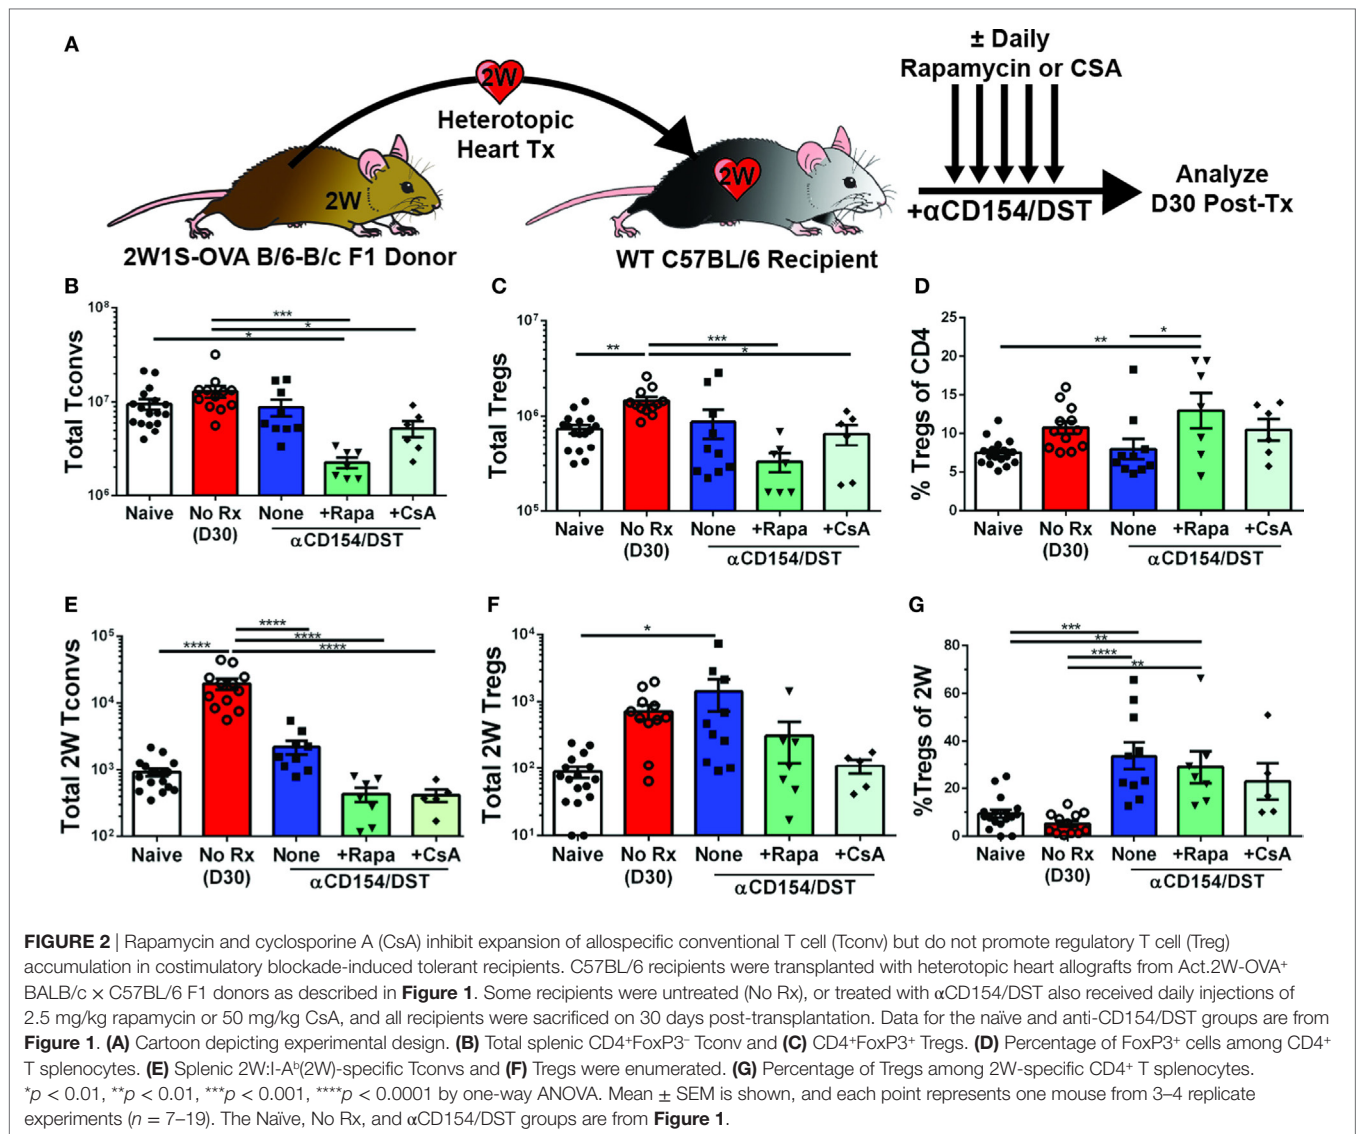 A
± Daily
Rapamycin or CSA
2W
Heterotopic
Heart Tx
2W
2W
+αCD154/DST
Analyze
D30 Post-Tx
2W1S-OVA B/6-B/c F1 Donor
WT C57BL/6 Recipient
B
Total Tconvs
10⁸
10⁷
10⁶
***
*
*
Naive
No Rx
(D30)
None
+Rapa
+CsA
αCD154/DST
C
Total Tregs
10⁷
10⁶
10⁵
**
***
*
Naive
No Rx
(D30)
None
+Rapa
+CsA
αCD154/DST
D
% Tregs of CD4
25
20
15
10
5
0
**
*
Naive
No Rx
(D30)
None
+Rapa
+CsA
αCD154/DST
E
Total 2W Tconvs
10⁵
10⁴
10³
10²
****
****
****
****
Naive
No Rx
(D30)
None
+Rapa
+CsA
αCD154/DST
F
Total 2W Tregs
10⁴
10³
10²
10¹
*
Naive
No Rx
(D30)
None
+Rapa
+CsA
αCD154/DST
G
%Tregs of 2W
80
60
40
20
0
***
**
****
**
Naive
No Rx
(D30)
None
+Rapa
+CsA
αCD154/DST
FIGURE 2 | Rapamycin and cyclosporine A (CsA) inhibit expansion of allospecific conventional T cell (Tconv) but do not promote regulatory T cell (Treg)
accumulation in costimulatory blockade-induced tolerant recipients. C57BL/6 recipients were transplanted with heterotopic heart allografts from Act.2W-OVA⁺
BALB/c × C57BL/6 F1 donors as described in Figure 1. Some recipients were untreated (No Rx), or treated with αCD154/DST also received daily injections of
2.5 mg/kg rapamycin or 50 mg/kg CsA, and all recipients were sacrificed on 30 days post-transplantation. Data for the naïve and anti-CD154/DST groups are from
Figure 1. (A) Cartoon depicting experimental design. (B) Total splenic CD4⁺FoxP3⁻ Tconv and (C) CD4⁺FoxP3⁺ Tregs. (D) Percentage of FoxP3⁺ cells among CD4⁺
T splenocytes. (E) Splenic 2W:I-Aᵇ(2W)-specific Tconvs and (F) Tregs were enumerated. (G) Percentage of Tregs among 2W-specific CD4⁺ T splenocytes.
*p < 0.01, **p < 0.01, ***p < 0.001, ****p < 0.0001 by one-way ANOVA. Mean ± SEM is shown, and each point represents one mouse from 3–4 replicate
experiments (n = 7–19). The Naïve, No Rx, and αCD154/DST groups are from Figure 1.